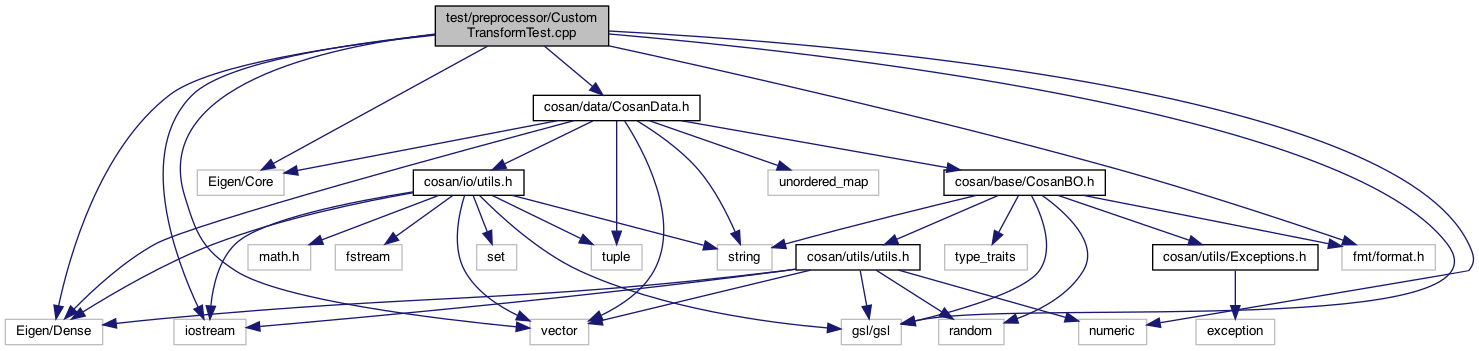 test/preprocessor/Custom
TransformTest.cpp
cosan/data/CosanData.h
Eigen/Core
cosan/io/utils.h
unordered_map
cosan/base/CosanBO.h
math.h
fstream
set
tuple
string
cosan/utils/utils.h
type_traits
cosan/utils/Exceptions.h
fmt/format.h
Eigen/Dense
iostream
vector
gsl/gsl
random
numeric
exception